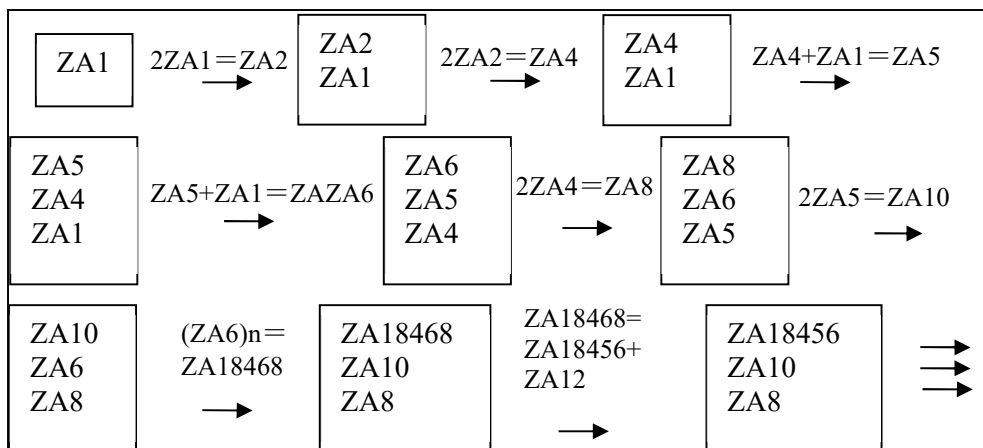 ZA1
2ZA1＝ZA2
ZA2
ZA1
2ZA2＝ZA4
ZA4
ZA1
ZA4+ZA1＝ZA5
ZA5
ZA4
ZA1
ZA5+ZA1＝ZAZA6
ZA6
ZA5
ZA4
2ZA4＝ZA8
ZA8
ZA6
ZA5
2ZA5＝ZA10
ZA10
ZA6
ZA8
(ZA6)n＝
ZA18468
ZA18468
ZA10
ZA8
ZA18468=
ZA18456+
ZA12
ZA18456
ZA10
ZA8